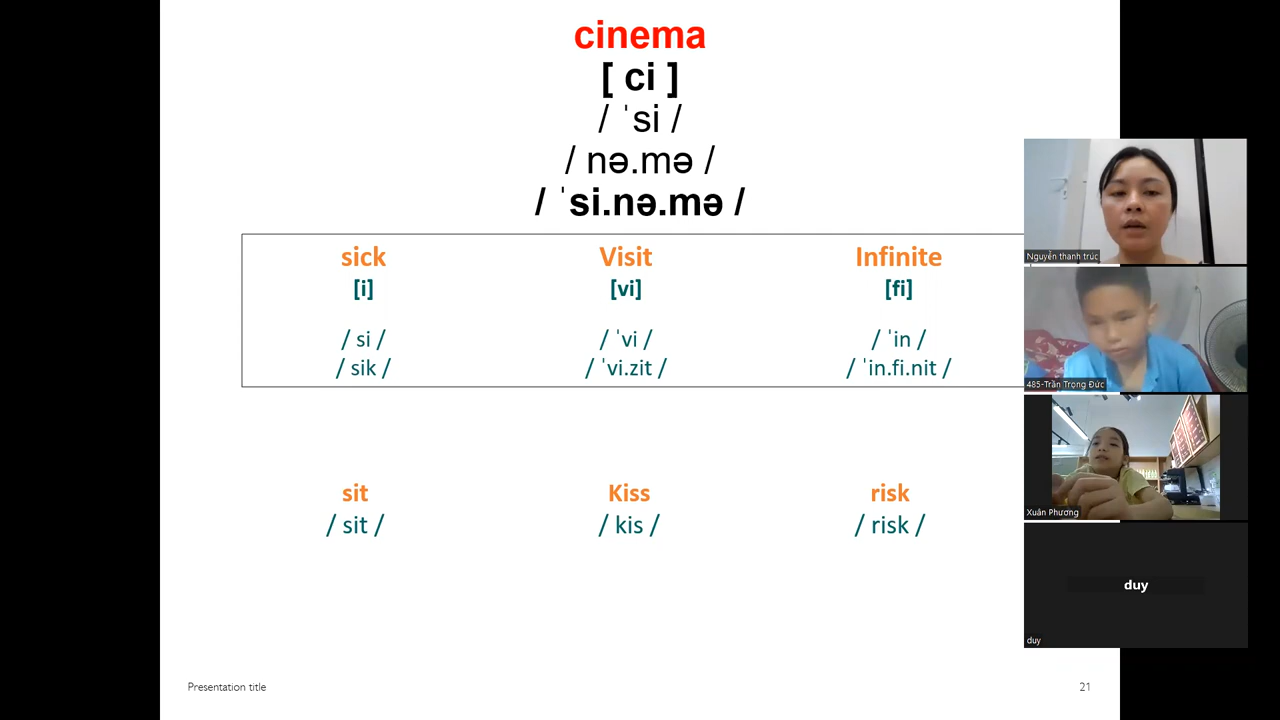 cinema
[ ci ]
/ ˈsi /
/ nə.mə /
/ ˈsi.nə.mə /
sick Visit Infinite
[i] [vi] [fi]
/ si / / ˈvi / / ˈin /
/ sik / / ˈvi.zit / / ˈin.fi.nit /
sit Kiss risk
/ sit / / kis / / risk /
Presentation title 21
Nguyễn thanh trúc
485-Trần Trọng Đức
Xuân Phương
duy
duy